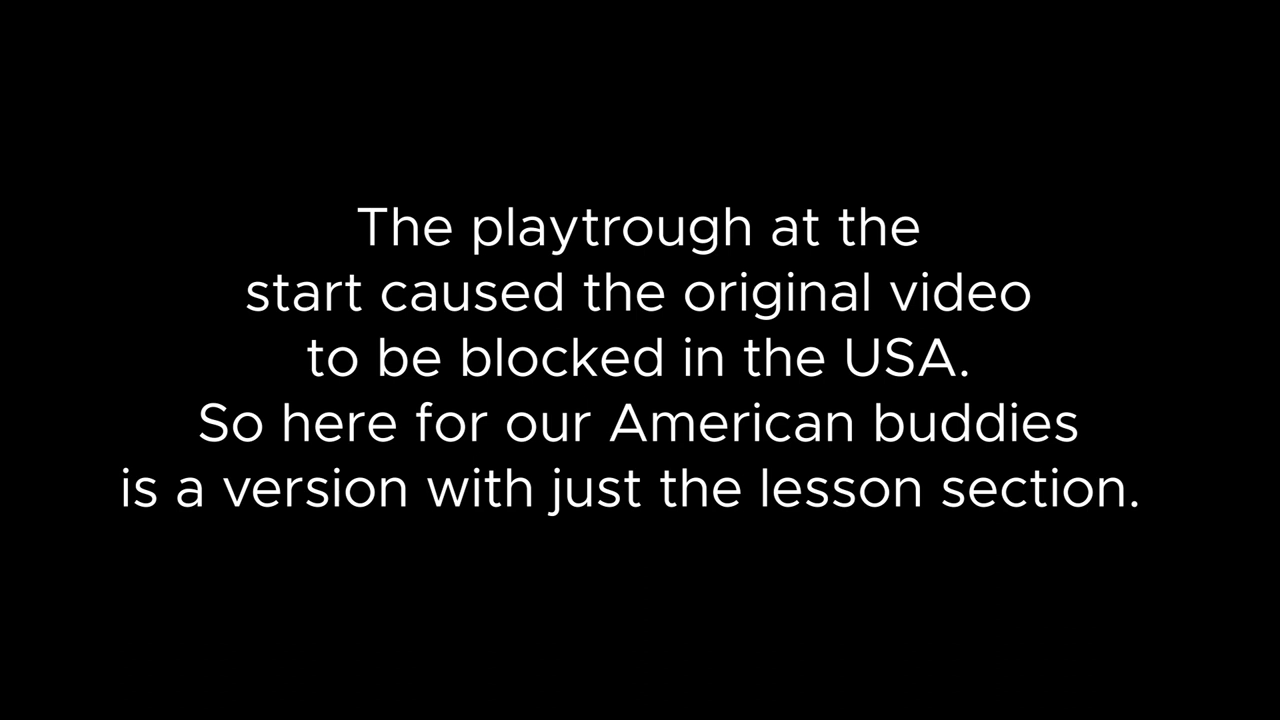 The playtrough at the
start caused the original video
to be blocked in the USA.
So here for our American buddies
is a version with just the lesson section.